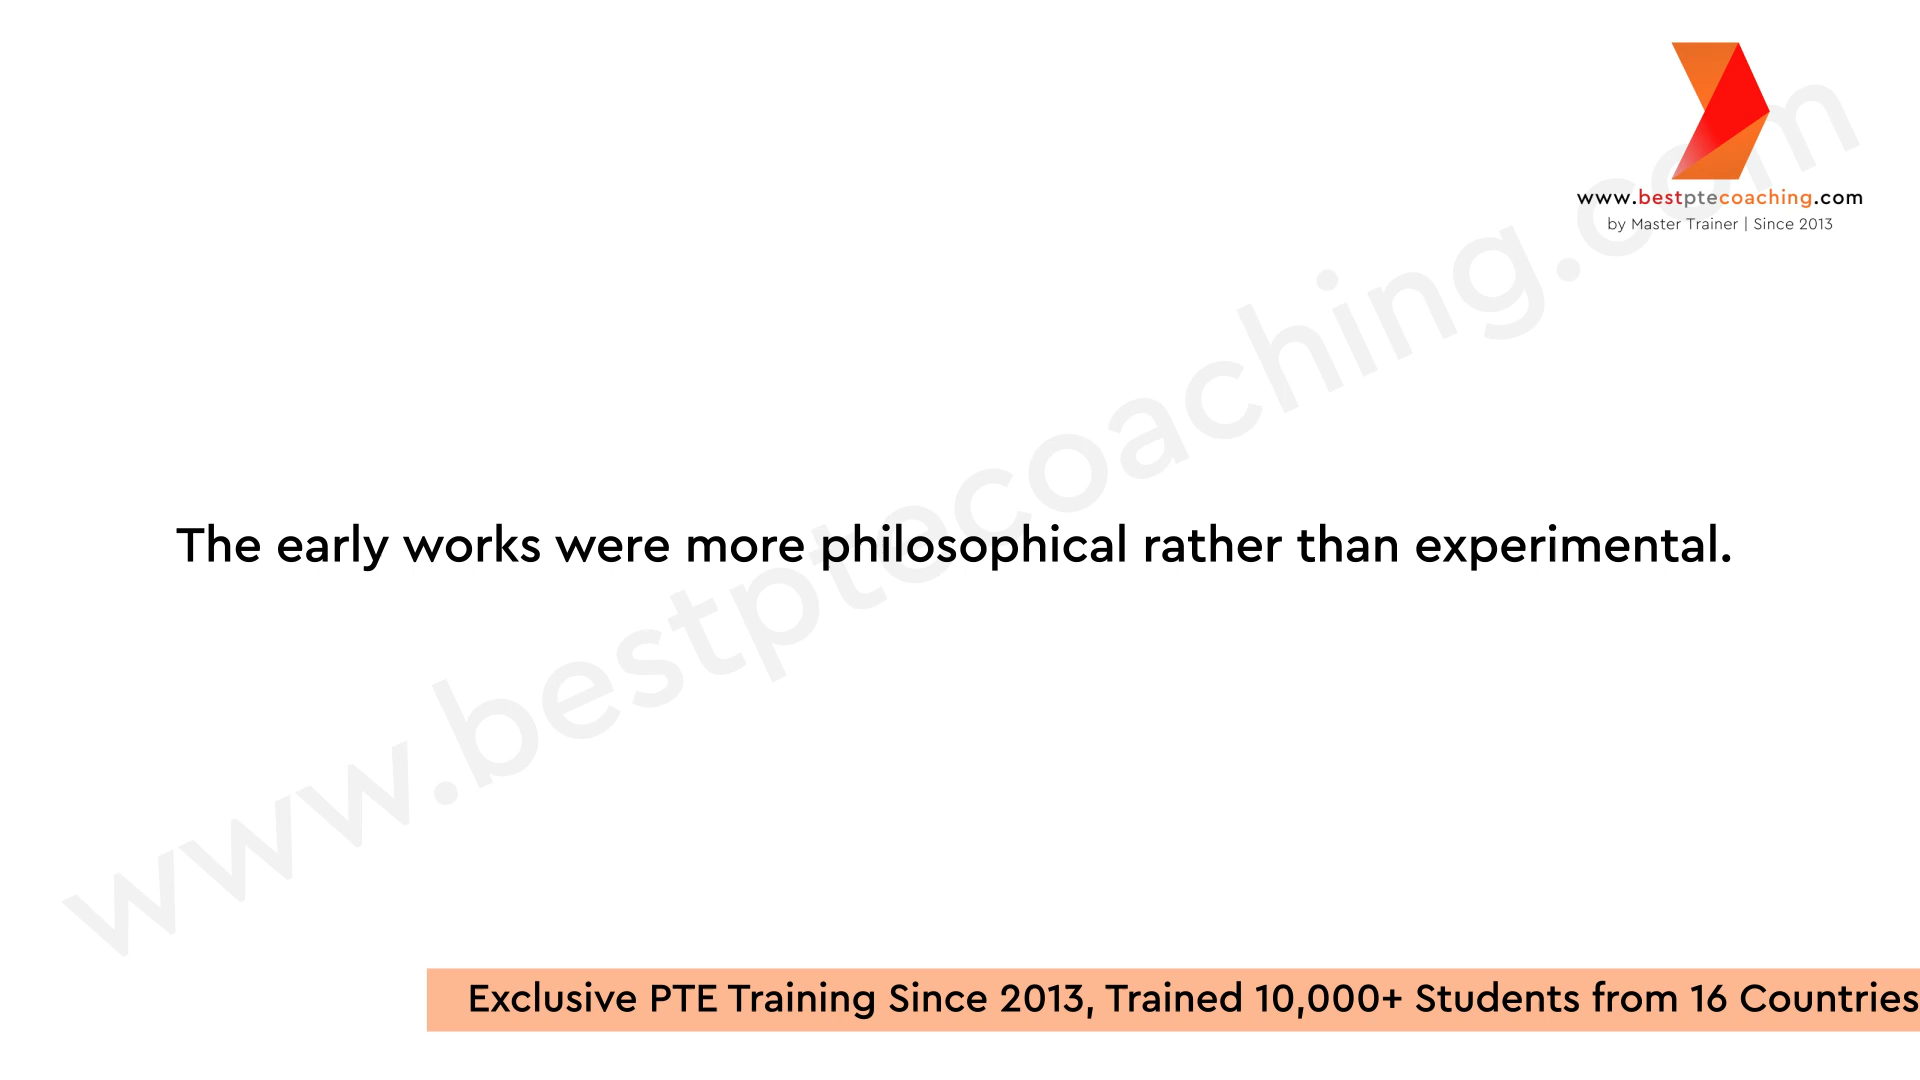 www.bestptecoaching.com
by Master Trainer | Since 2013
The early works were more philosophical rather than experimental.
www.bestptecoaching.com
Exclusive PTE Training Since 2013, Trained 10,000+ Students from 16 Countries